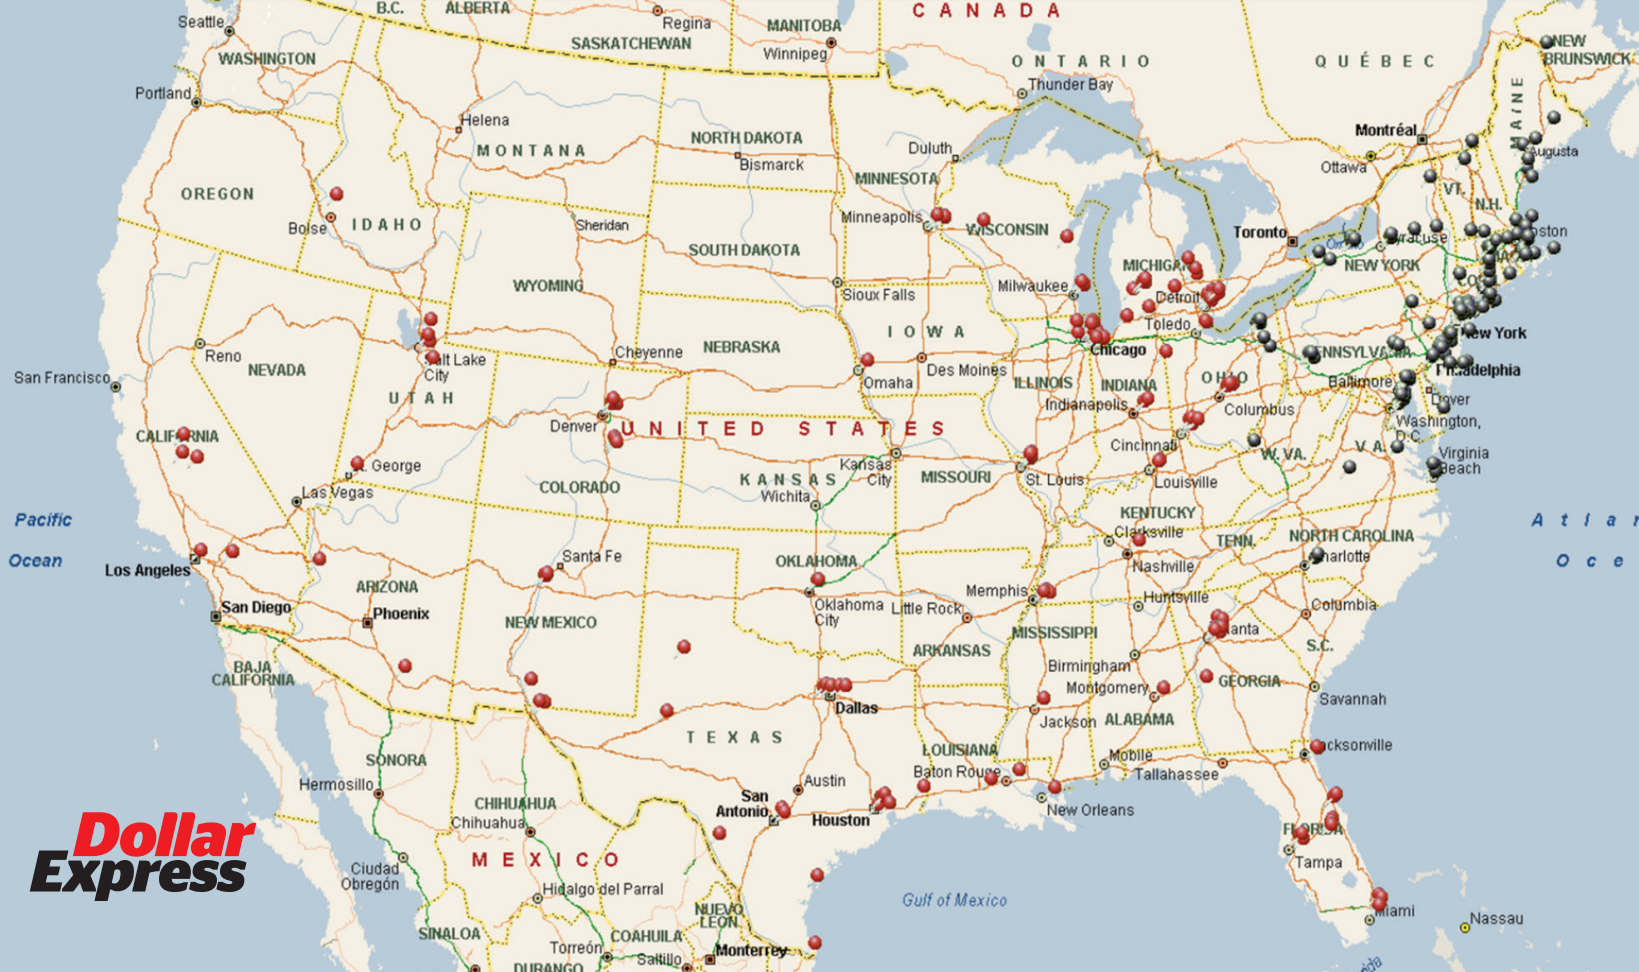 B.C.
ALBERTA
CANADA
Seattle
Regina
MANITOBA
SASKATCHEWAN
Winnipeg
WASHINGTON
ONTARIO
QUÉBEC
NEW
BRUNSWICK
Portland
Thunder Bay
MAINE
Helena
Montréal
MONTANA
NORTH DAKOTA
Bismarck
Duluth
Ottawa
Augusta
OREGON
MINNESOTA
VT.
N.H.
Boise
IDAHO
Sheridan
Minneapolis
WISCONSIN
Toronto
SOUTH DAKOTA
MICHIGAN
NEW YORK
WYOMING
Sioux Falls
Milwaukee
Detroit
Toledo
IOWA
New York
Reno
Cheyenne
NEBRASKA
Chicago
Salt Lake
City
NEVADA
San Francisco
Omaha
Des Moines
ILLINOIS
INDIANA
OHIO
PENNSYLVANIA
Philadelphia
Baltimore
Dover
UTAH
Indianapolis
Columbus
Washington,
D.C.
Denver
UNITED STATES
CALIFORNIA
Cincinnati
W. VA.
VA.
Virginia
Beach
St. George
Kansas
City
KANSAS
MISSOURI
St. Louis
Louisville
Las Vegas
COLORADO
Wichita
KENTUCKY
Pacific
Ocean
Clarksville
TENN.
NORTH CAROLINA
Atlan
Oce
Los Angeles
Santa Fe
OKLAHOMA
Nashville
Charlotte
ARIZONA
Memphis
Huntsville
San Diego
Phoenix
NEW MEXICO
Oklahoma
City
Little Rock
Columbia
MISSISSIPPI
Atlanta
ARKANSAS
S.C.
BAJA
CALIFORNIA
Birmingham
Montgomery
GEORGIA
Savannah
Dallas
Jackson
ALABAMA
TEXAS
LOUISIANA
Jacksonville
SONORA
Baton Rouge
Mobile
Tallahassee
Hermosillo
Austin
San
Antonio
Houston
New Orleans
CHIHUAHUA
Chihuahua
FLORIDA
Tampa
Dollar
Express
MEXICO
Ciudad
Obregón
Hidalgo del Parral
Gulf of Mexico
NUEVO
LEÓN
Miami
Nassau
SINALOA
Torreón
COAHUILA
Saltillo
Monterrey
DURANGO